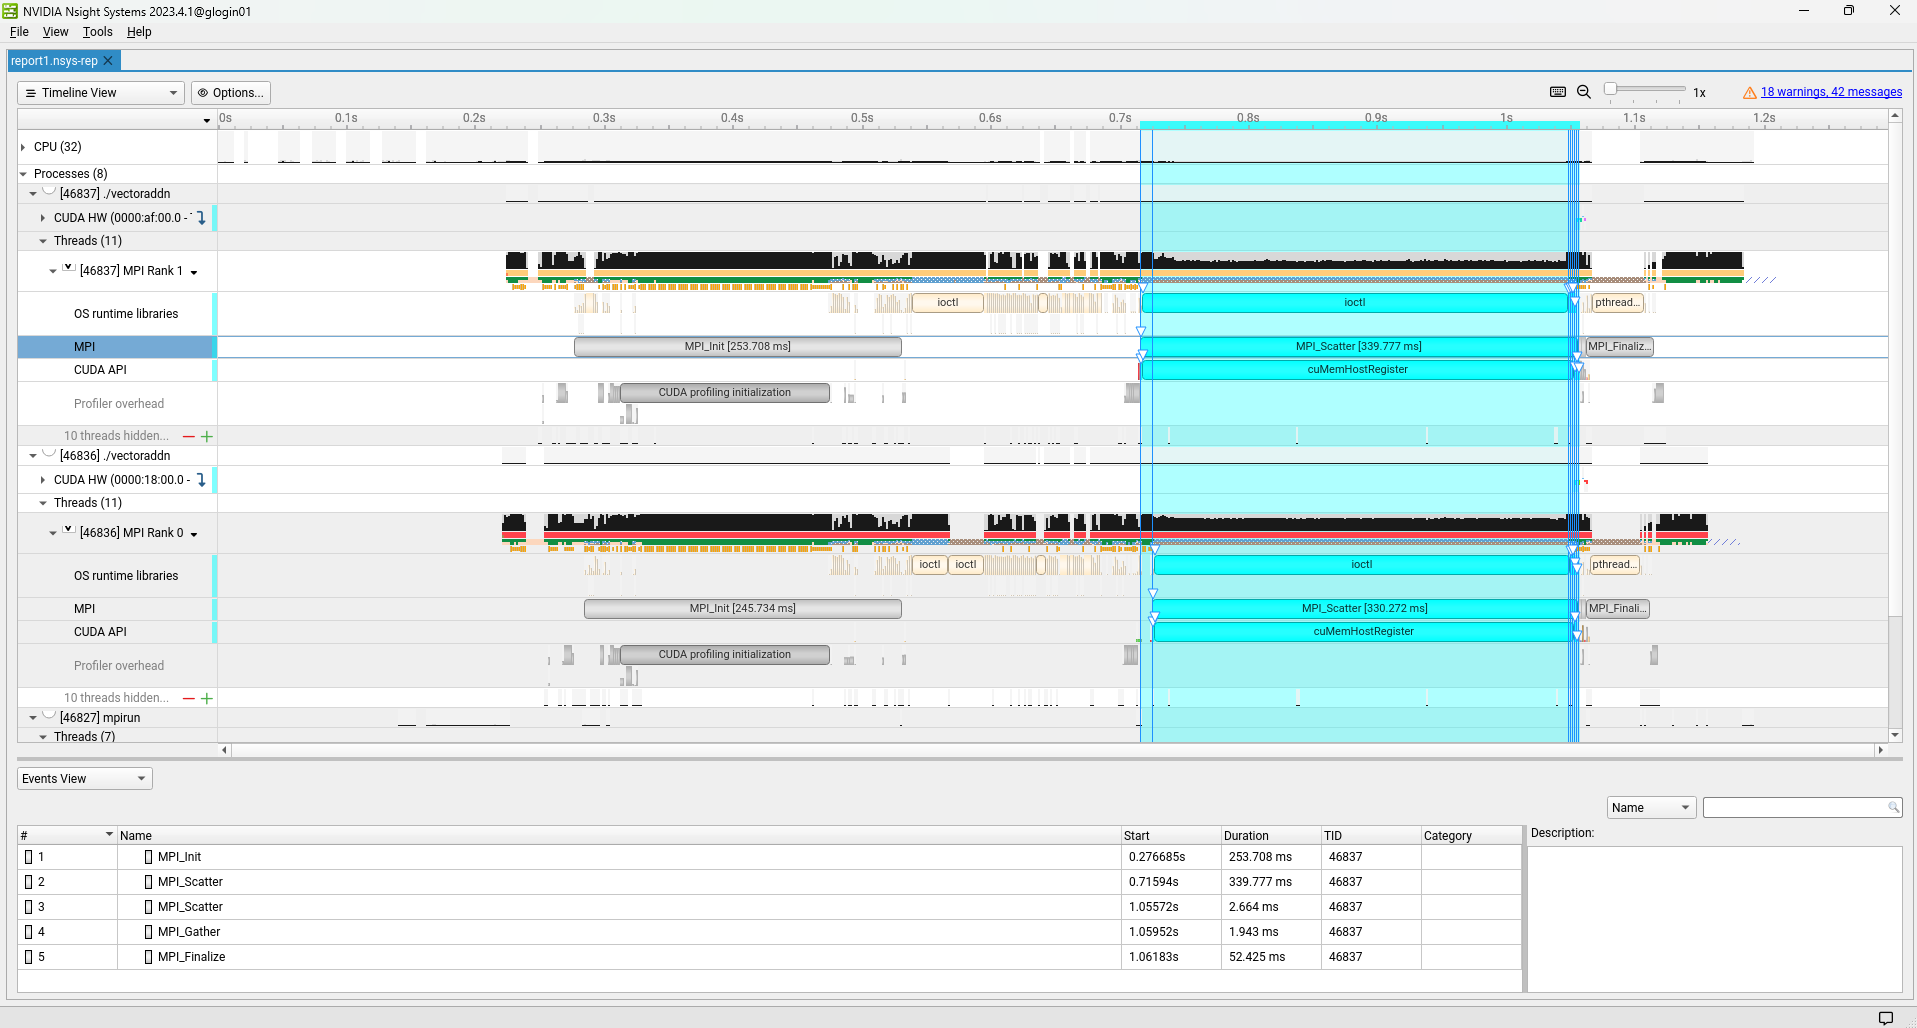 NVIDIA Nsight Systems 2023.4.1@glogin01
File View Tools Help
report1.nsys-rep
Timeline View Options... 1x 18 warnings, 42 messages
0s 0.1s 0.2s 0.3s 0.4s 0.5s 0.6s 0.7s 0.8s 0.9s 1s 1.1s 1.2s
CPU (32)
Processes (8)
[46837] ./vectoraddn
CUDA HW (0000:af:00.0 -
Threads (11)
[46837] MPI Rank 1
OS runtime libraries ioctl ioctl pthread...
MPI MPI_Init [253.708 ms] MPI_Scatter [339.777 ms] MPI_Finaliz...
CUDA API cuMemHostRegister
Profiler overhead CUDA profiling initialization
10 threads hidden...
[46836] ./vectoraddn
CUDA HW (0000:18:00.0 -
Threads (11)
[46836] MPI Rank 0
OS runtime libraries ioctl ioctl ioctl pthread...
MPI MPI_Init [245.734 ms] MPI_Scatter [330.272 ms] MPI_Finali...
CUDA API cuMemHostRegister
Profiler overhead CUDA profiling initialization
10 threads hidden...
[46827] mpirun
Threads (7)
Events View
Name
# Name Start Duration TID Category Description:
1 MPI_Init 0.276685s 253.708 ms 46837
2 MPI_Scatter 0.71594s 339.777 ms 46837
3 MPI_Scatter 1.05572s 2.664 ms 46837
4 MPI_Gather 1.05952s 1.943 ms 46837
5 MPI_Finalize 1.06183s 52.425 ms 46837